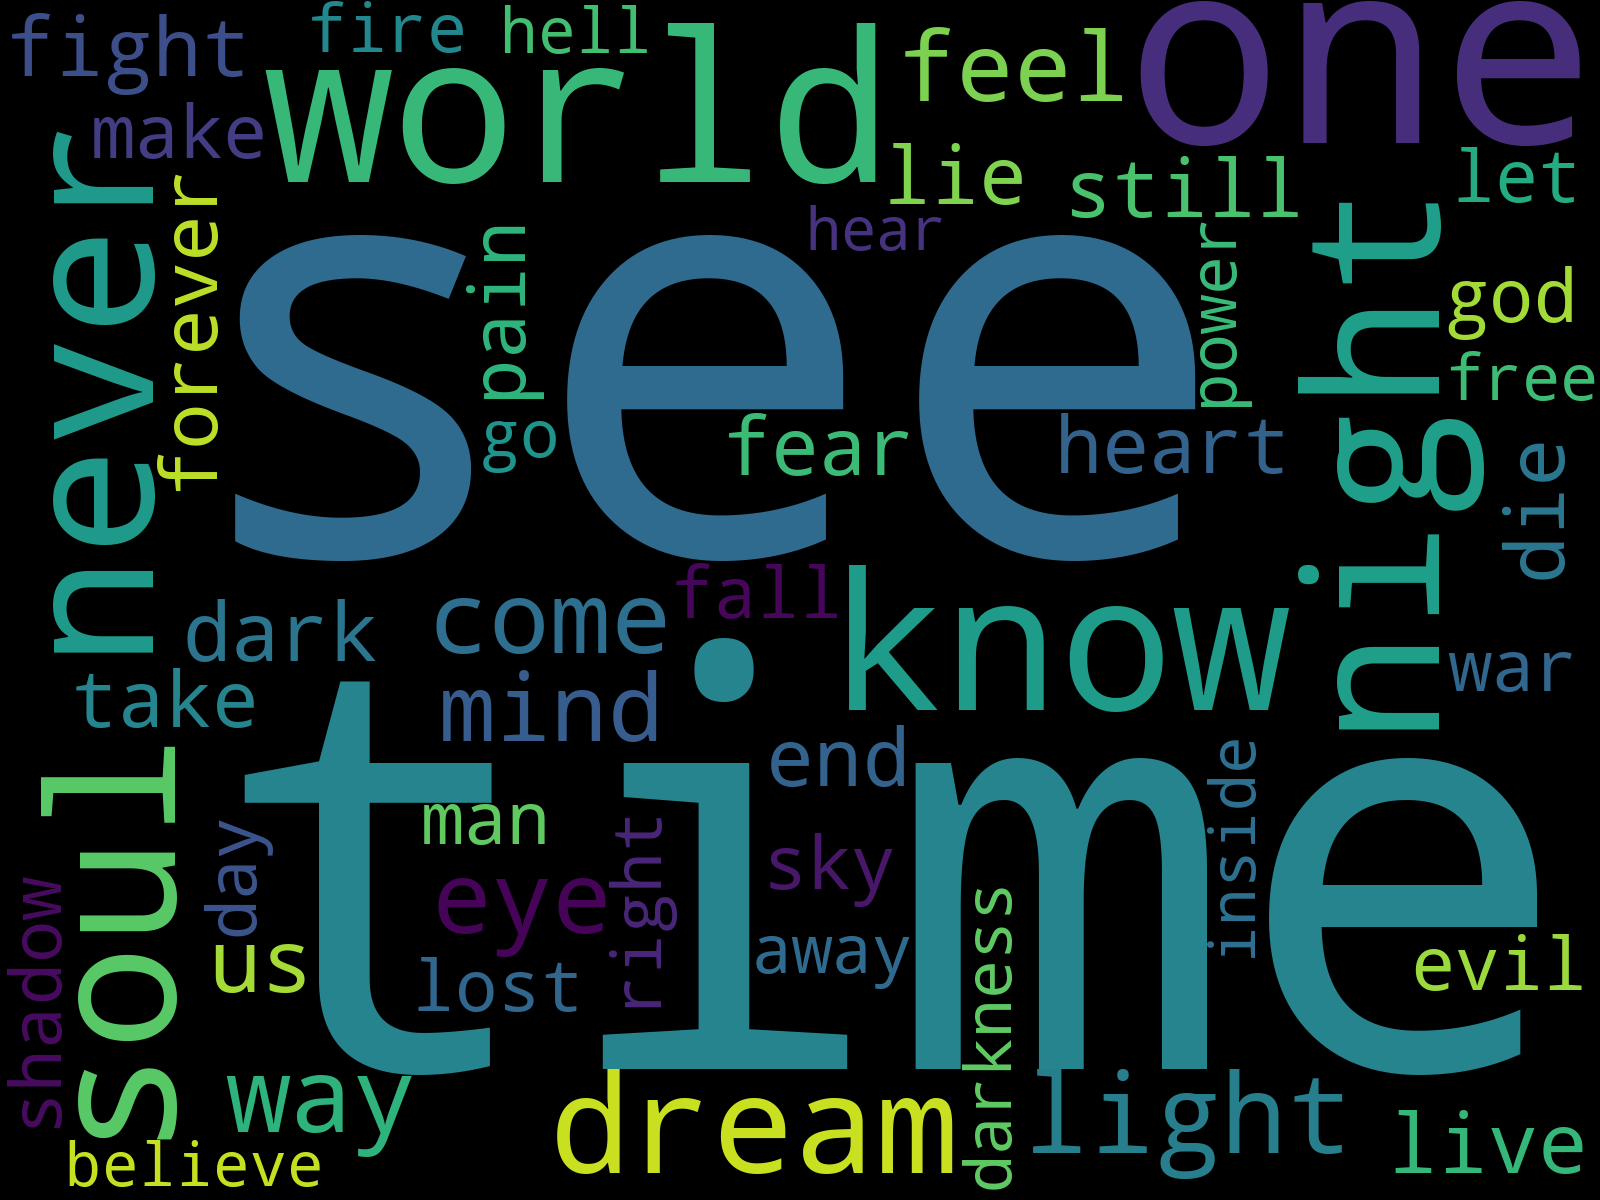 fight
fire
hell
world
feel
one
make
lie
still
let
never
forever
hear
see
pain
power
night
god
free
go
fear
heart
die
fall
know
dark
come
war
take
mind
time
end
soul
man
inside
day
eye
right
sky
shadow
us
lost
away
darkness
evil
way
dream
light
live
believe